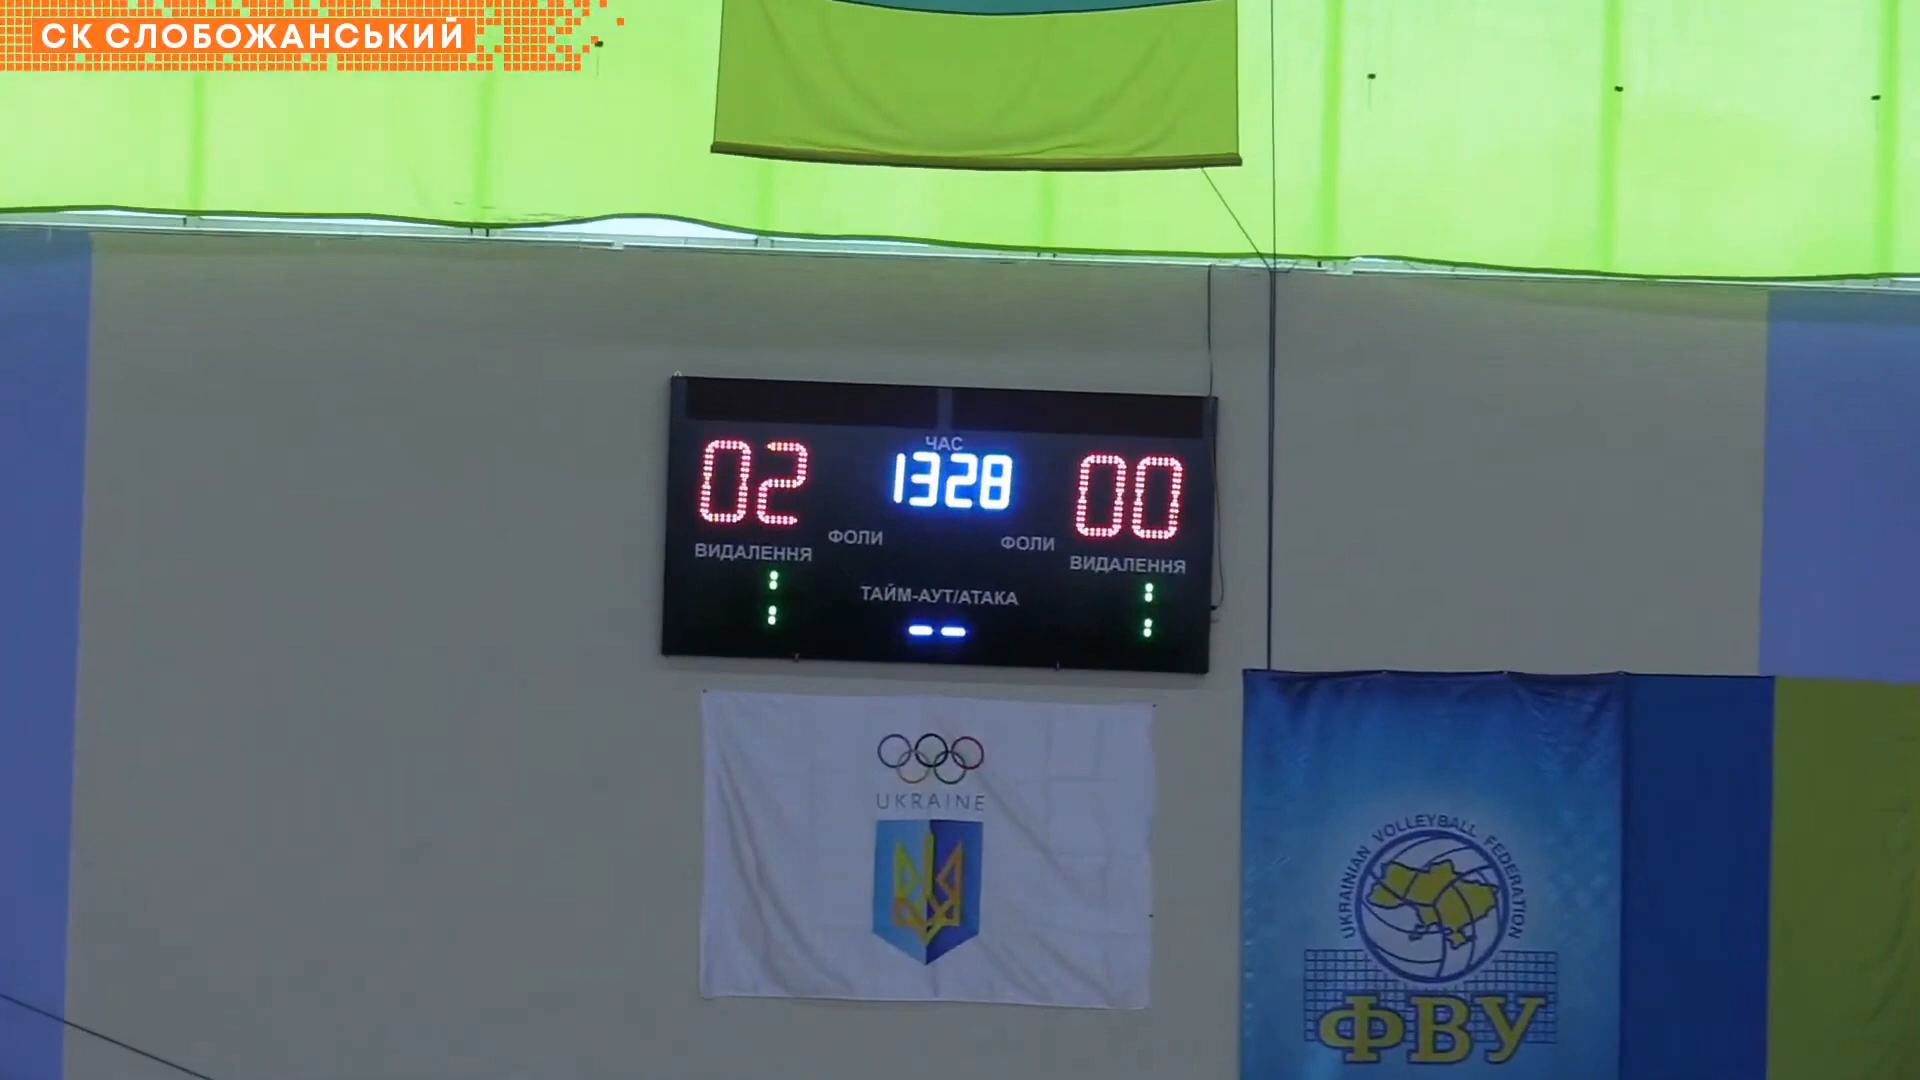 СК СЛОБОЖАНСЬКИЙ
ЧАС
02 1328 00
ФОЛИ ФОЛИ
ВИДАЛЕННЯ ВИДАЛЕННЯ
ТАЙМ-АУТ/АТАКА
UKRAINE
UKRAINIAN VOLLEYBALL FEDERATION
ФВУ